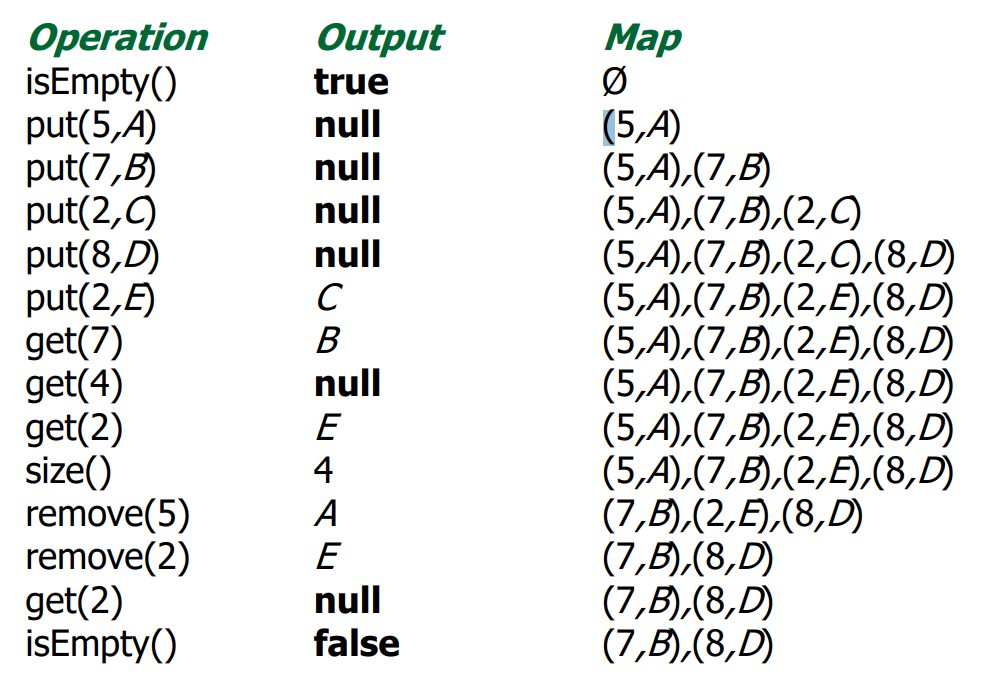 Operation Output Map
isEmpty() true Ø
put(5,A) null (5,A)
put(7,B) null (5,A),(7,B)
put(2,C) null (5,A),(7,B),(2,C)
put(8,D) null (5,A),(7,B),(2,C),(8,D)
put(2,E) C (5,A),(7,B),(2,E),(8,D)
get(7) B (5,A),(7,B),(2,E),(8,D)
get(4) null (5,A),(7,B),(2,E),(8,D)
get(2) E (5,A),(7,B),(2,E),(8,D)
size() 4 (5,A),(7,B),(2,E),(8,D)
remove(5) A (7,B),(2,E),(8,D)
remove(2) E (7,B),(8,D)
get(2) null (7,B),(8,D)
isEmpty() false (7,B),(8,D)